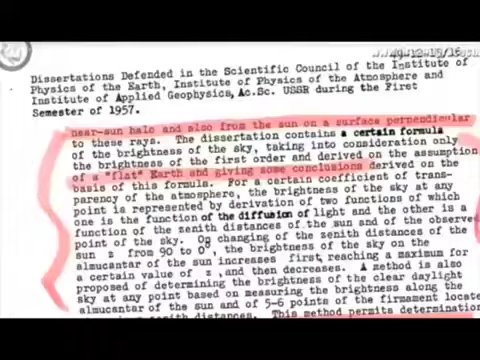 Dissertations Defended in the Scientific Council of the Institute of
Physics of the Earth, Institute of Physics of the Atmosphere and
Institute of Applied Geophysics, Ac.Sc. USSR during the First
Semester of 1957.
near-sun halo and also from the sun on a surface perpendicular
to these rays. The dissertation contains a certain formula
of the brightness of the sky, taking into consideration only
the brightness of the first order and derived on the assumption
of a "flat" Earth and giving some conclusions derived on the
basis of this formula. For a certain coefficient of trans-
parency of the atmosphere, the brightness of the sky at any
point is represented by derivation of two functions of which
one is the function of the diffusion of light and the other is a
function of the zenith distances of the sun and of the observed
point of the sky. On changing of the zenith distances of the
sun z from 90 to 0°, the brightness of the sky on the
almucantar of the sun increases first, reaching a maximum for
a certain value of z, and then decreases. A method is also
proposed of determining the brightness of the clear daylight
sky at any point based on measuring the brightness along the
almucantar of the sun and of 5-6 points of the firmament locate
zenith distances. This method permits determination